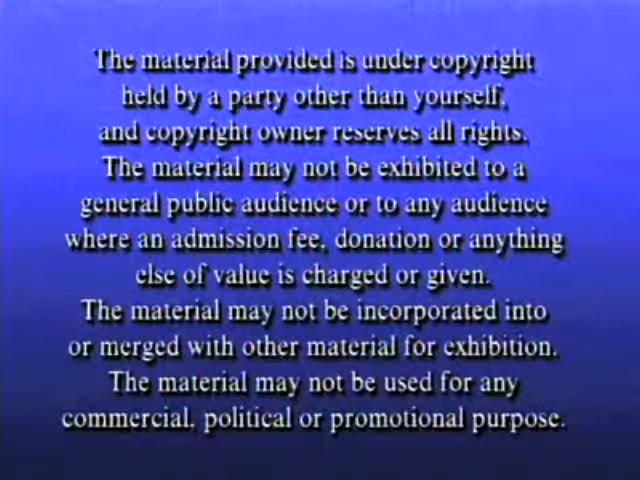 The material provided is under copyright
held by a party other than yourself,
and copyright owner reserves all rights.
The material may not be exhibited to a
general public audience or to any audience
where an admission fee, donation or anything
else of value is charged or given.
The material may not be incorporated into
or merged with other material for exhibition.
The material may not be used for any
commercial, political or promotional purpose.